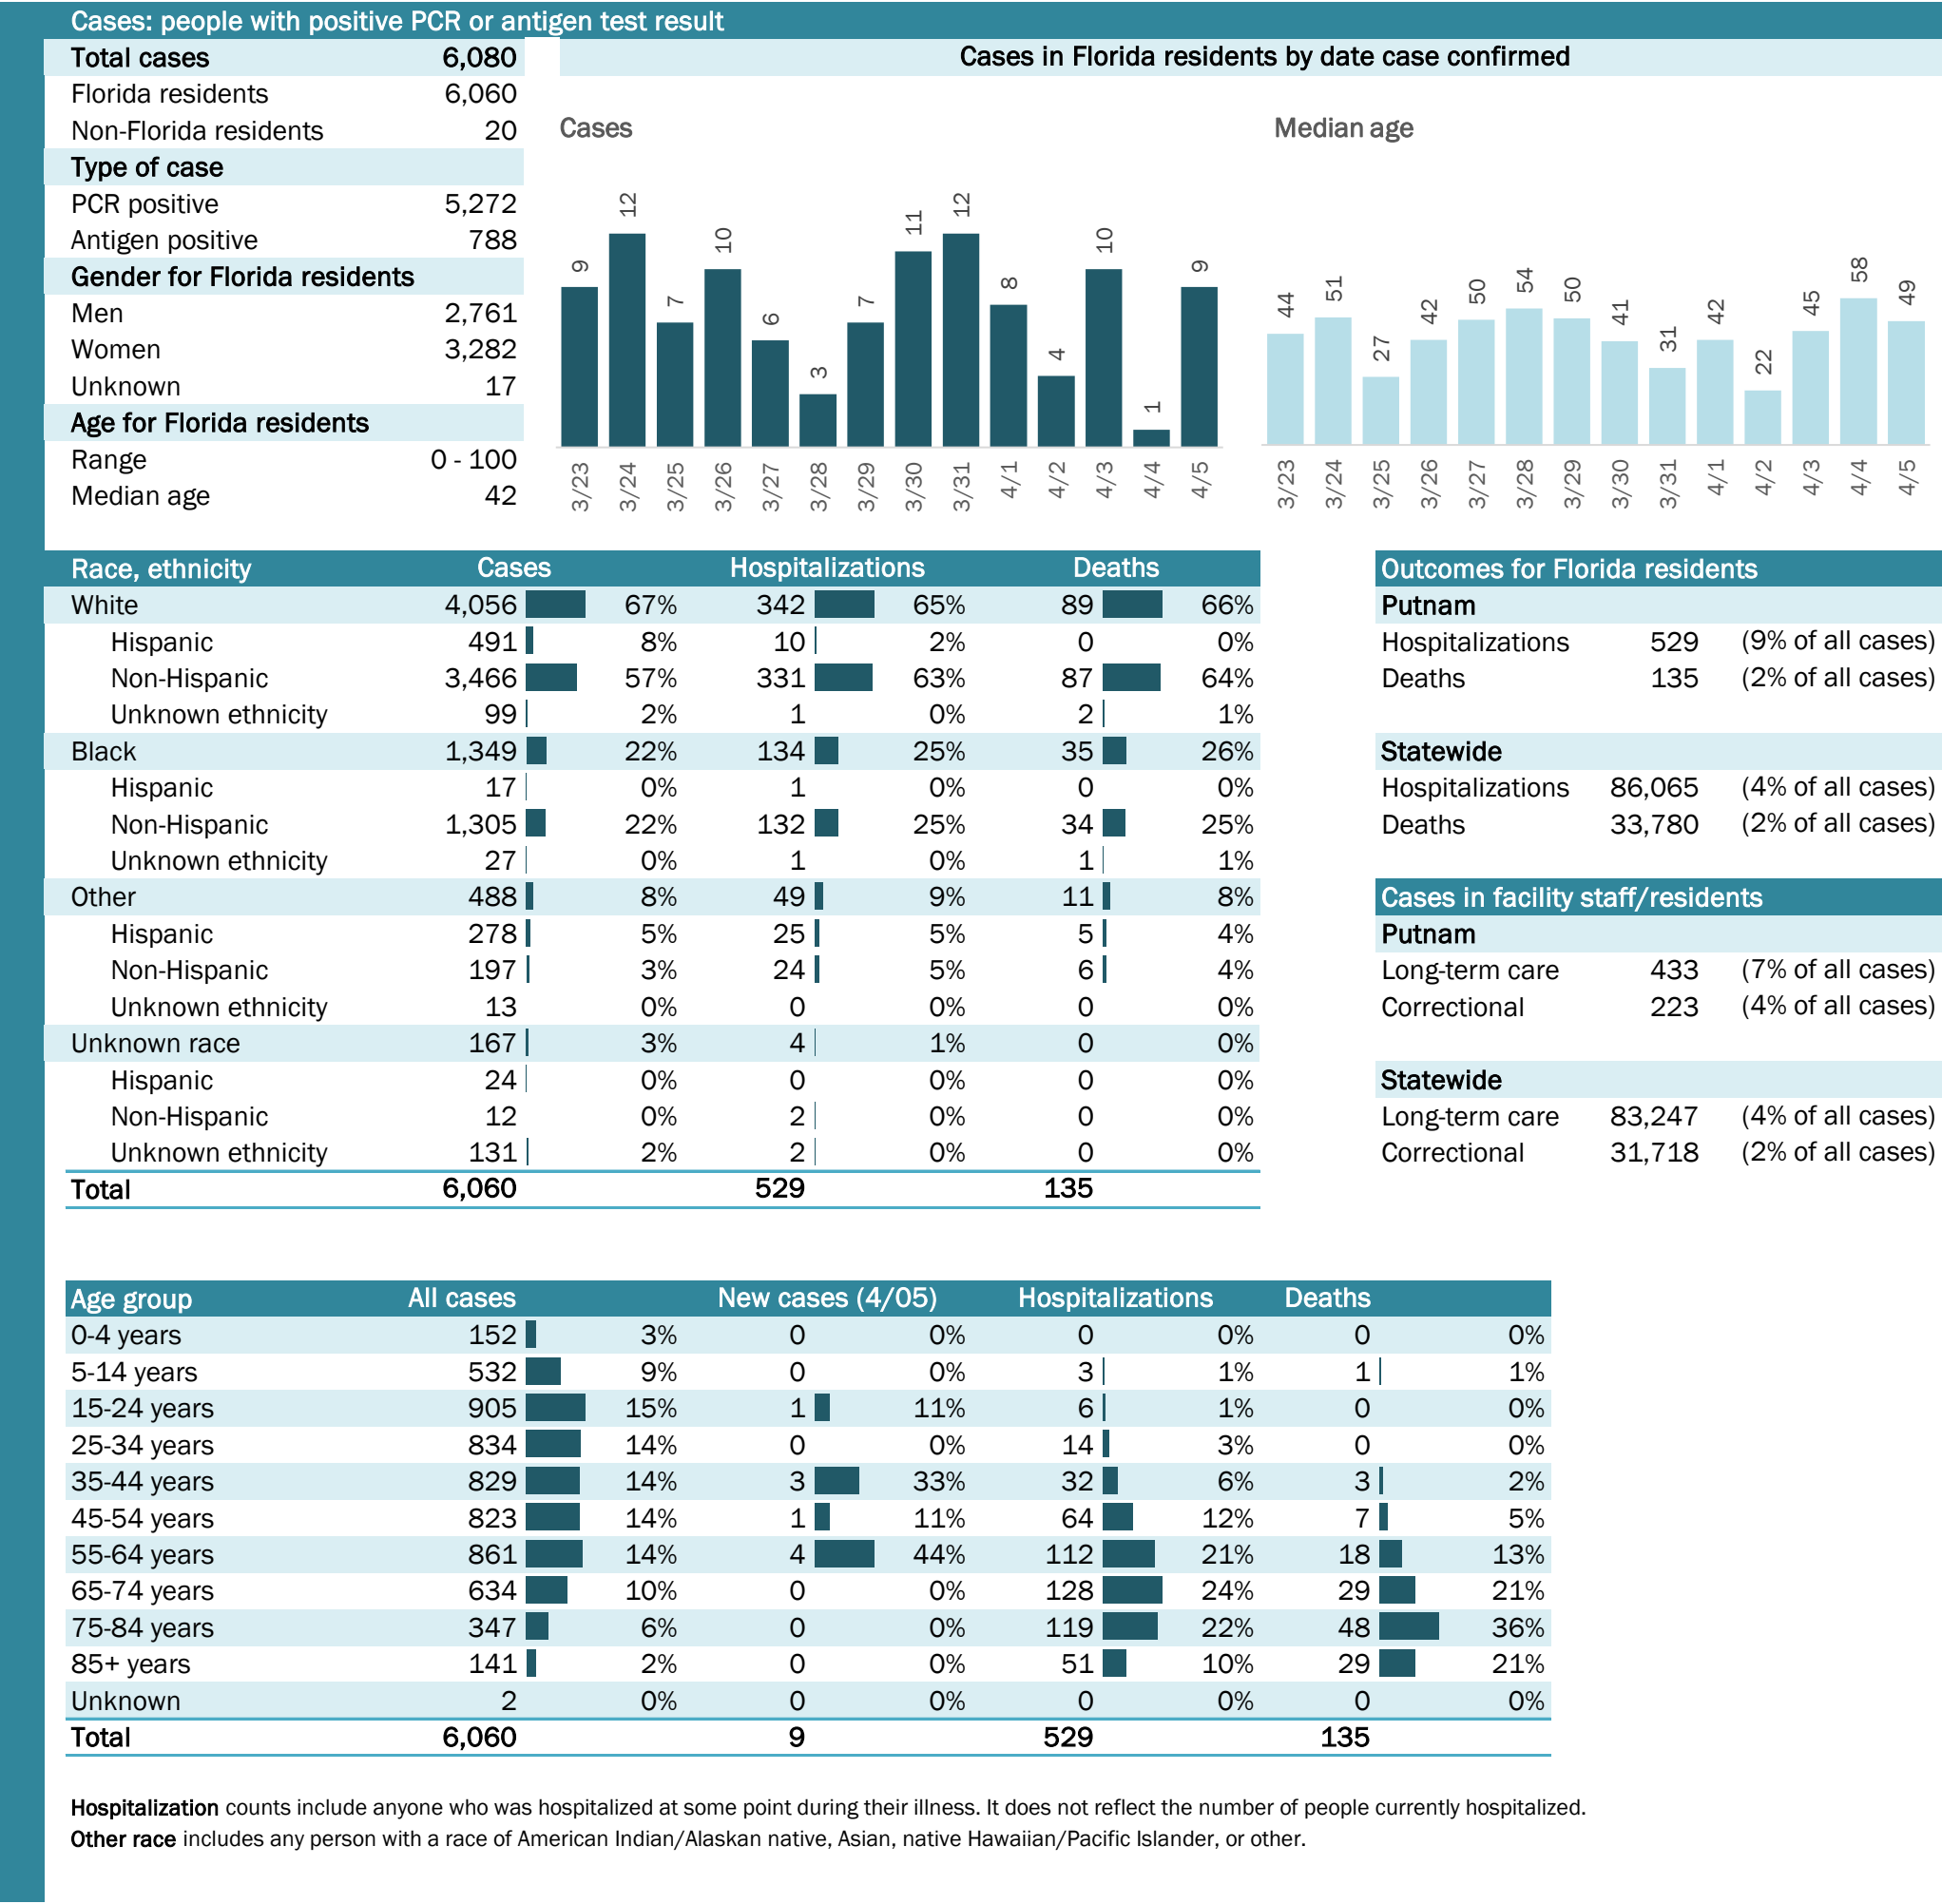 Cases: people with positive PCR or antigen test result
Total cases 6,080
Florida residents 6,060
Non-Florida residents 20
Type of case
PCR positive 5,272
Antigen positive 788
Gender for Florida residents
Men 2,761
Women 3,282
Unknown 17
Age for Florida residents
Range 0 - 100
Median age 42
Cases in Florida residents by date case confirmed
Cases
9 12 7 10 6 3 7 11 12 8 4 10 1 9
3/23 3/24 3/25 3/26 3/27 3/28 3/29 3/30 3/31 4/1 4/2 4/3 4/4 4/5
Median age
44 51 27 42 50 54 50 41 31 42 22 45 58 49
3/23 3/24 3/25 3/26 3/27 3/28 3/29 3/30 3/31 4/1 4/2 4/3 4/4 4/5
Race, ethnicity Cases Hospitalizations Deaths
White 4,056 67% 342 65% 89 66%
Hispanic 491 8% 10 2% 0 0%
Non-Hispanic 3,466 57% 331 63% 87 64%
Unknown ethnicity 99 2% 1 0% 2 1%
Black 1,349 22% 134 25% 35 26%
Hispanic 17 0% 1 0% 0 0%
Non-Hispanic 1,305 22% 132 25% 34 25%
Unknown ethnicity 27 0% 1 0% 1 1%
Other 488 8% 49 9% 11 8%
Hispanic 278 5% 25 5% 5 4%
Non-Hispanic 197 3% 24 5% 6 4%
Unknown ethnicity 13 0% 0 0% 0 0%
Unknown race 167 3% 4 1% 0 0%
Hispanic 24 0% 0 0% 0 0%
Non-Hispanic 12 0% 2 0% 0 0%
Unknown ethnicity 131 2% 2 0% 0 0%
Total 6,060 529 135
Outcomes for Florida residents
Putnam
Hospitalizations 529 (9% of all cases)
Deaths 135 (2% of all cases)
Statewide
Hospitalizations 86,065 (4% of all cases)
Deaths 33,780 (2% of all cases)
Cases in facility staff/residents
Putnam
Long-term care 433 (7% of all cases)
Correctional 223 (4% of all cases)
Statewide
Long-term care 83,247 (4% of all cases)
Correctional 31,718 (2% of all cases)
Age group All cases New cases (4/05) Hospitalizations Deaths
0-4 years 152 3% 0 0% 0 0% 0 0%
5-14 years 532 9% 0 0% 3 1% 1 1%
15-24 years 905 15% 1 11% 6 1% 0 0%
25-34 years 834 14% 0 0% 14 3% 0 0%
35-44 years 829 14% 3 33% 32 6% 3 2%
45-54 years 823 14% 1 11% 64 12% 7 5%
55-64 years 861 14% 4 44% 112 21% 18 13%
65-74 years 634 10% 0 0% 128 24% 29 21%
75-84 years 347 6% 0 0% 119 22% 48 36%
85+ years 141 2% 0 0% 51 10% 29 21%
Unknown 2 0% 0 0% 0 0% 0 0%
Total 6,060 9 529 135
Hospitalization counts include anyone who was hospitalized at some point during their illness. It does not reflect the number of people currently hospitalized.
Other race includes any person with a race of American Indian/Alaskan native, Asian, native Hawaiian/Pacific Islander, or other.